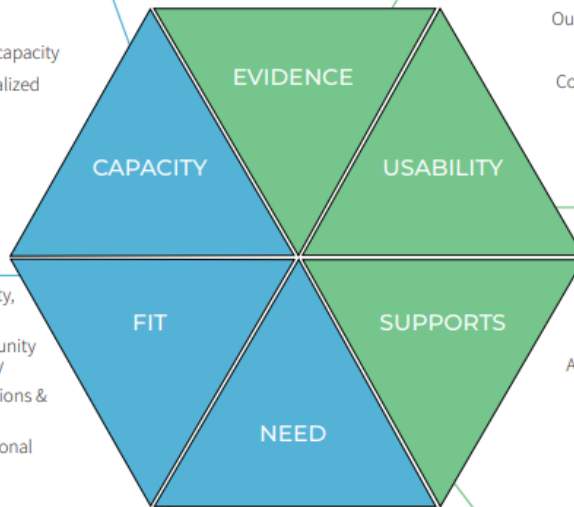 Ou
capacity
EVIDENCE
alized
Co
CAPACITY
USABILITY
ty,
FIT
SUPPORTS
unity
y
A
ions &
NEED
onal